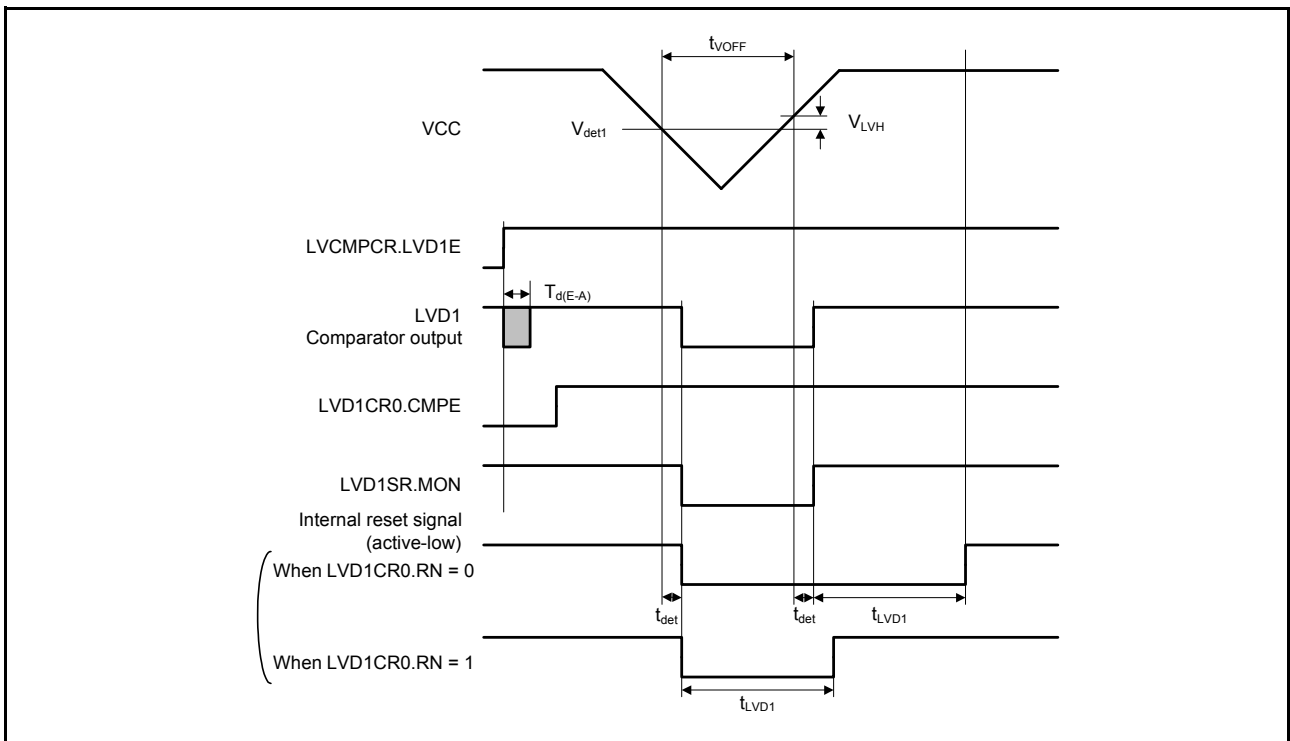 tVOFF
VCC
Vdet1
VLVH
LVCMPCR.LVD1E
Td(E-A)
LVD1
Comparator output
LVD1CR0.CMPE
LVD1SR.MON
Internal reset signal
(active-low)
When LVD1CR0.RN = 0
tdet
tdet
tLVD1
When LVD1CR0.RN = 1
tLVD1